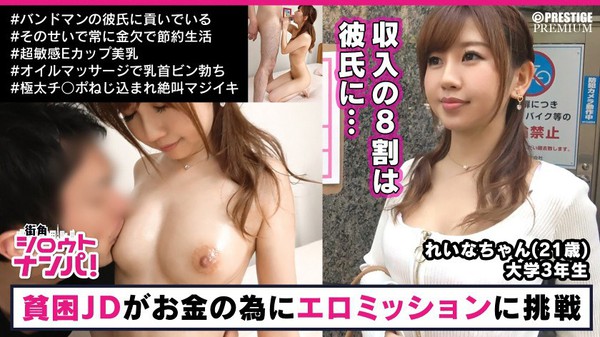 #バンドマンの彼氏に貢いでいる
#そのせいで常に金欠で節約生活
#超敏感Eカップ美乳
#オイルマッサージで乳首ビン勃ち
#極太チ○ポねじ込まれ絶叫マジイキ
PRESTIGE
PREMIUM
収入の8割は
彼氏に…
街角
シロウト
ナンパ!
れいなちゃん(21歳)
大学3年生
貧困JDがお金の為にエロミッションに挑戦